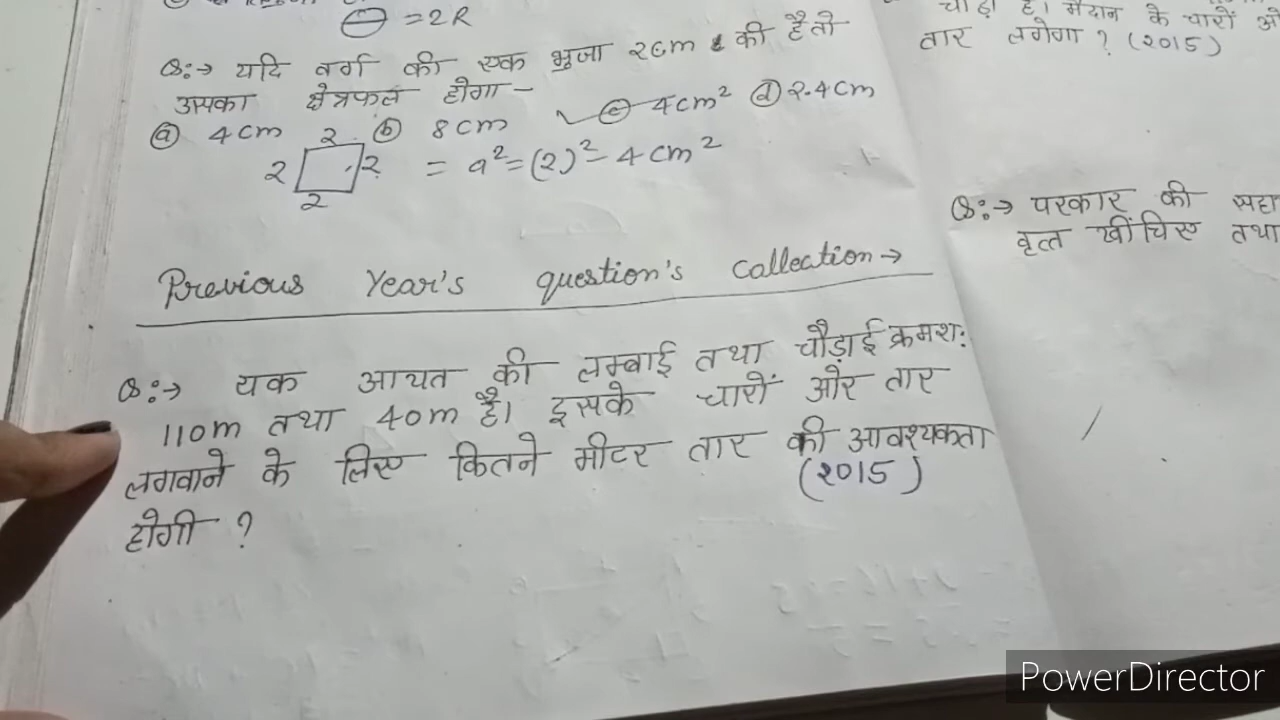 ⊖ = 2R
Q:→ यदि वर्ग की एक भुजा 2cm की है तो
उसका क्षेत्रफल होगा -
ⓐ 4cm ⓑ 8cm ⓒ 4cm² ⓓ 2.4cm
2
2 2 = a² = (2)² = 4cm²
2
Previous Year's question's callection →
Q:→ यक आयत की लम्बाई तथा चौड़ाई क्रमश:
110m तथा 40m है। इसके चारों ओर तार
लगवाने के लिए कितने मीटर तार की आवश्यकता
होगी ? (2015)
है। मैदान के चारों
तार लगेगा ? (2015)
Q:→ परकार की
वृत्त खींचिए तथा
PowerDirector